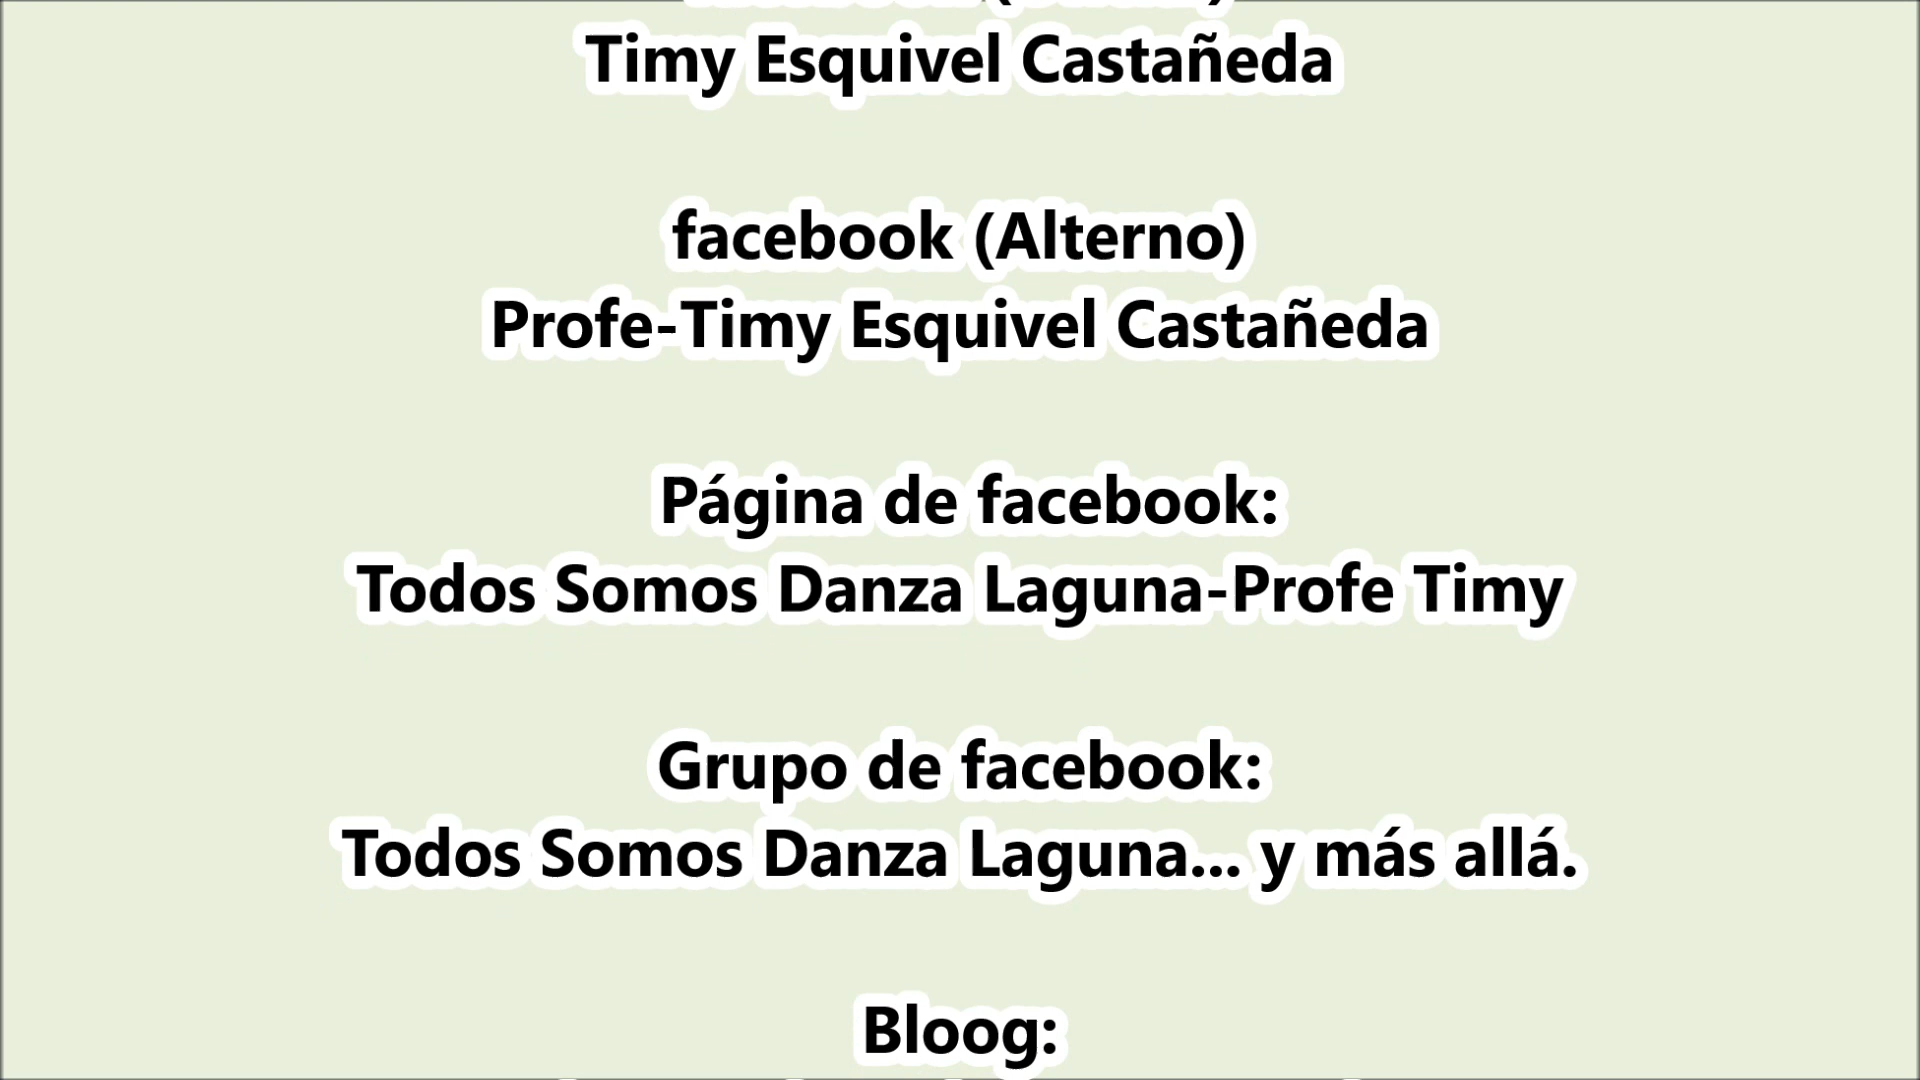 Timy Esquivel Castañeda
facebook (Alterno)
Profe-Timy Esquivel Castañeda
Página de facebook:
Todos Somos Danza Laguna-Profe Timy
Grupo de facebook:
Todos Somos Danza Laguna... y más allá.
Bloog: